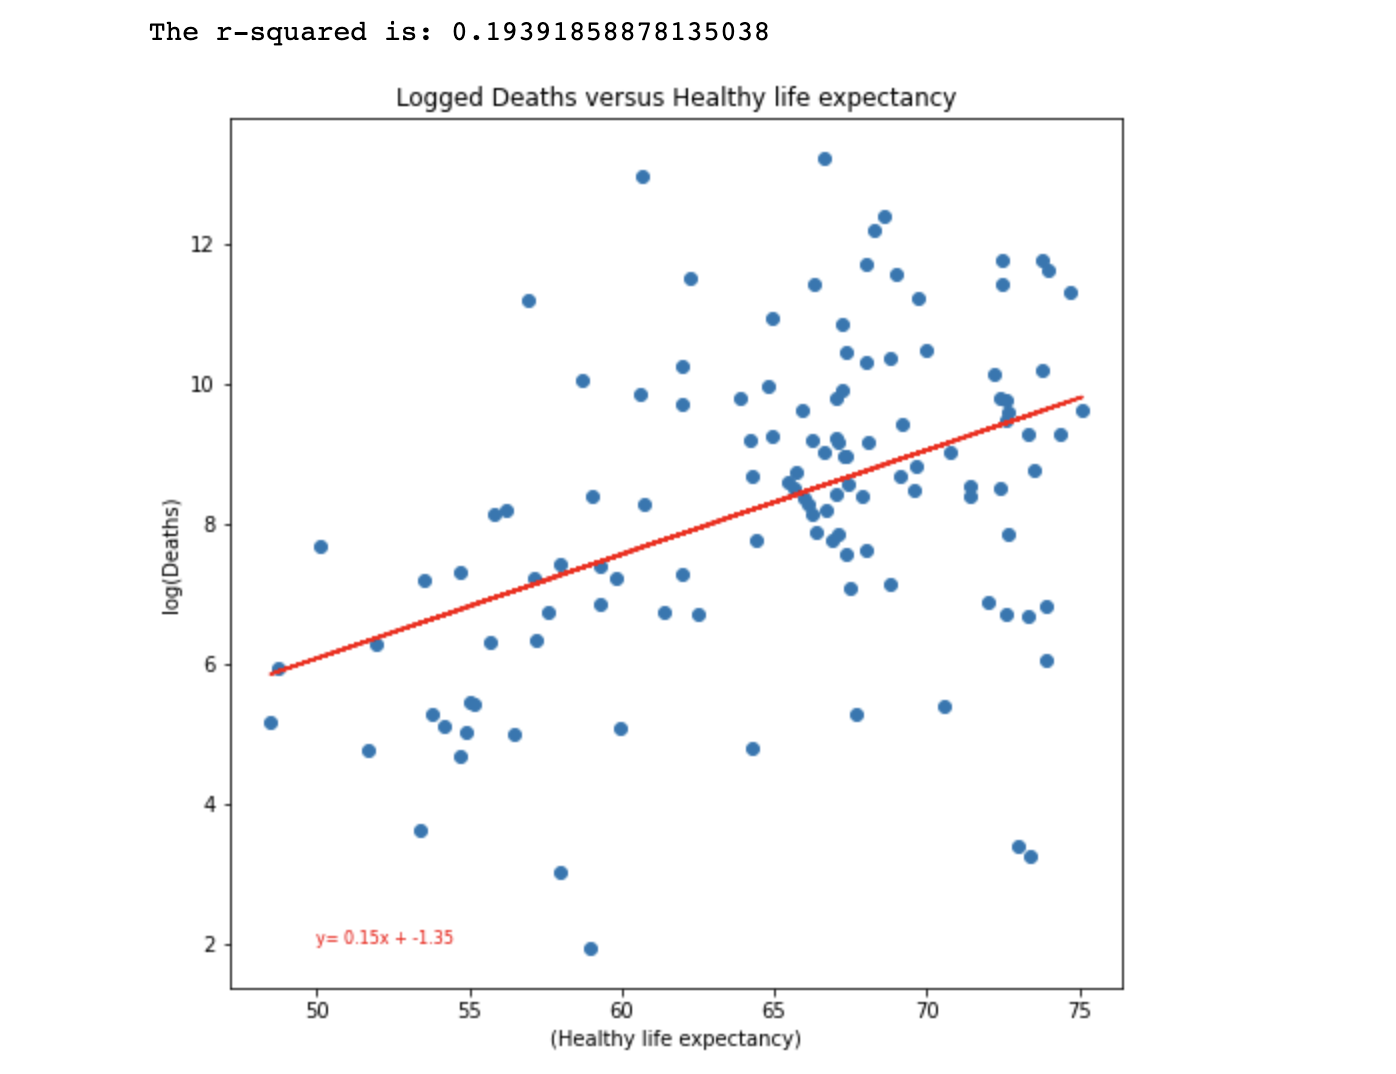 The r-squared is: 0.19391858878135038
Logged Deaths versus Healthy life expectancy
12
10
8
6
4
2
log(Deaths)
y= 0.15x + -1.35
50 55 60 65 70 75
(Healthy life expectancy)